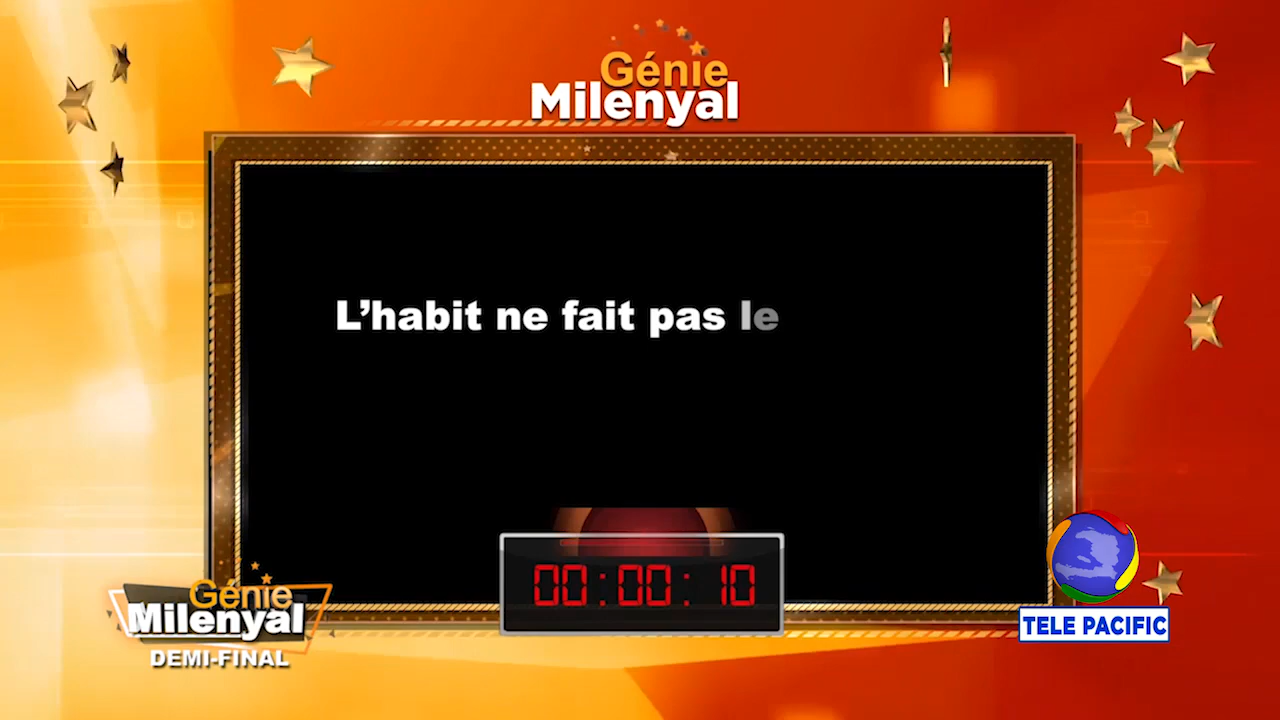 Génie
Milenyal
L’habit ne fait pas le
00:00:10
Génie
Milenyal
DEMI-FINAL
TELE PACIFIC